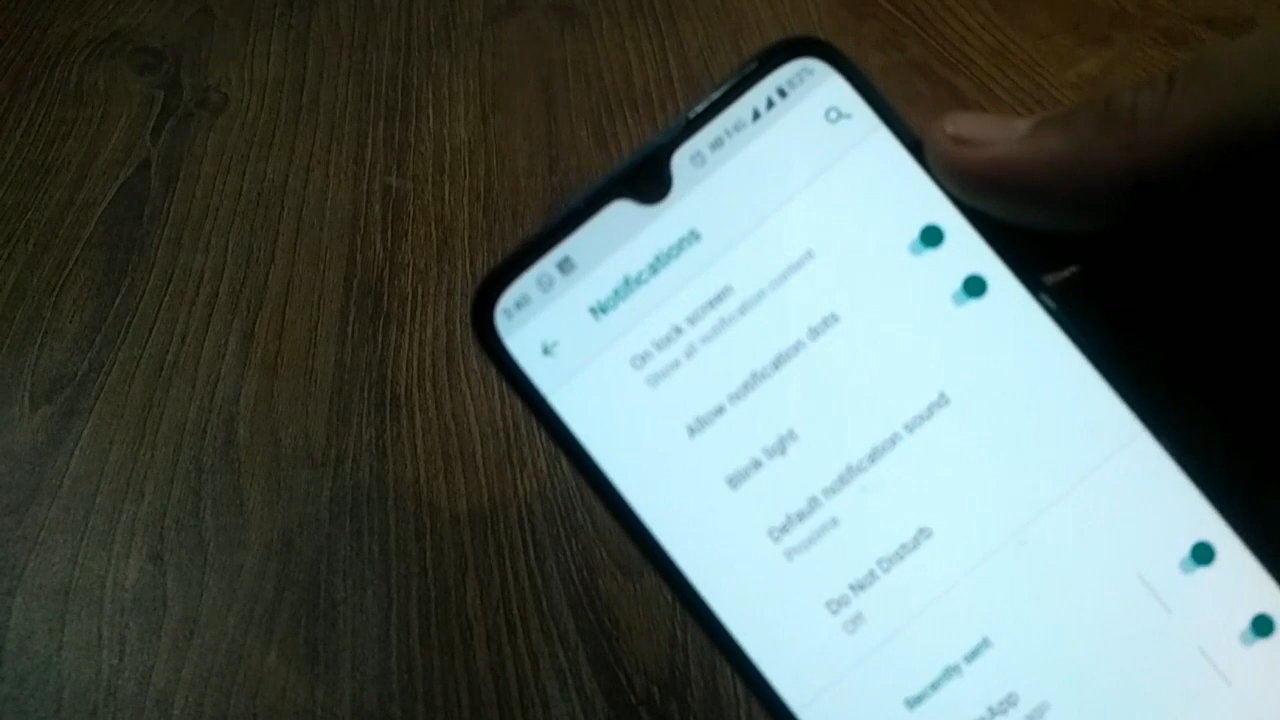 82%
Notifications
On lock screen
Show all notification content
Allow notification dots
Blink light
Default notification sound
Do Not Disturb
Off
Recently sent